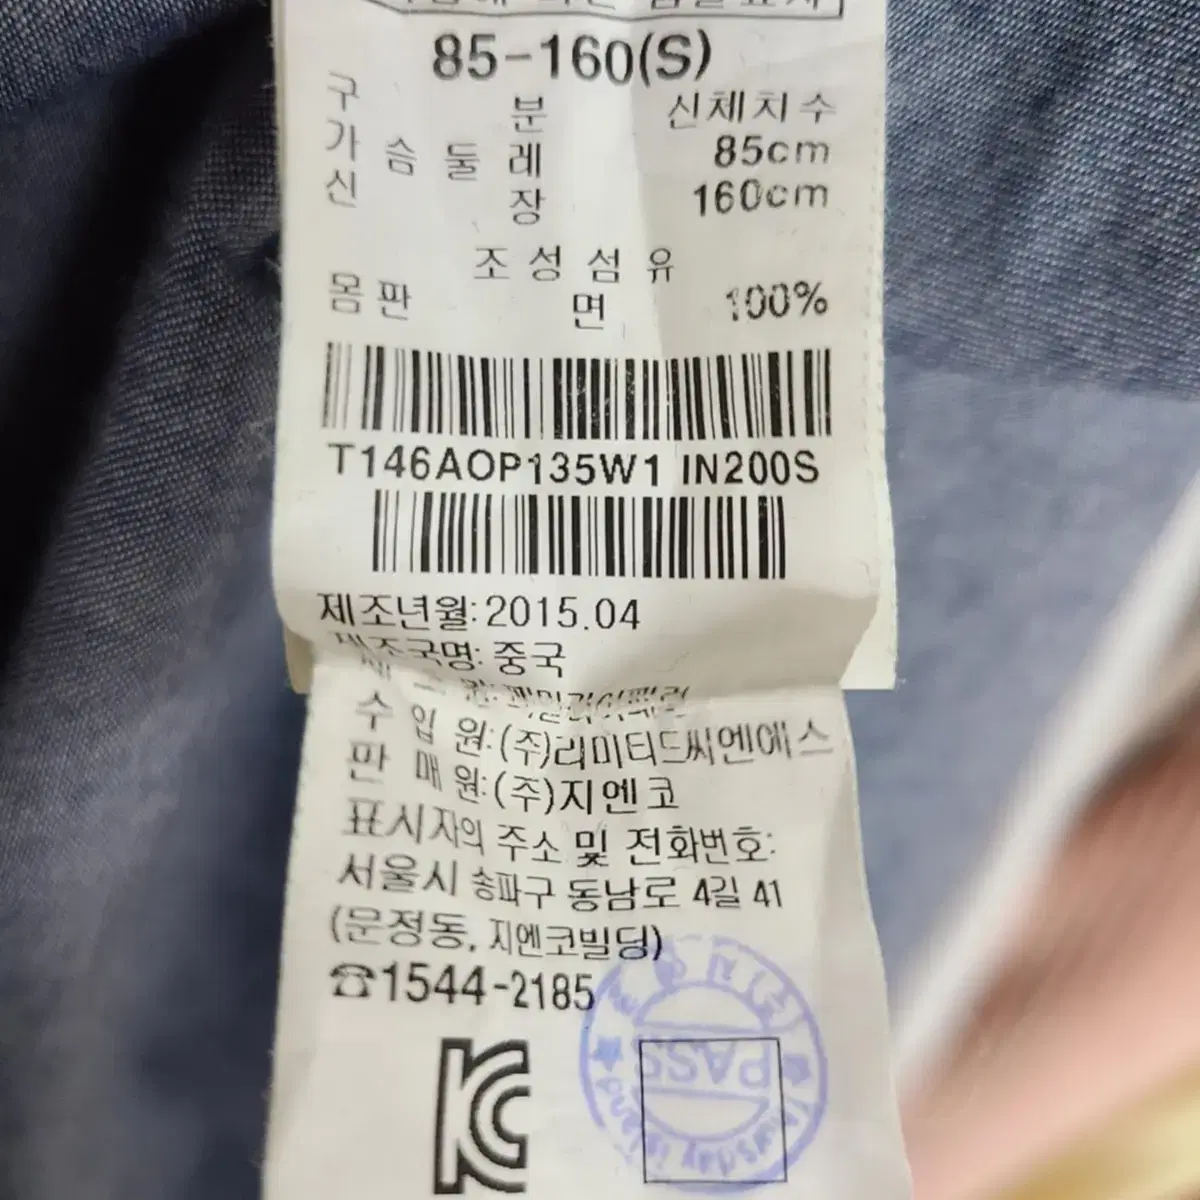 85-160(S)
구 분 신체치수
가 슴 둘 레 85cm
신 장 160cm
조 성 섬 유
몸 판 면 100%
T146AOP135W1 IN200S
제조년월: 2015.04
제조국명: 중국
수 입 원: (주)리미티드씨엔에스
판 매 원: (주)지엔코
표시자의 주소 및 전화번호:
서울시 송파구 동남로 4길 41
(문정동, 지엔코빌딩)
☎1544-2185
KC
PASS